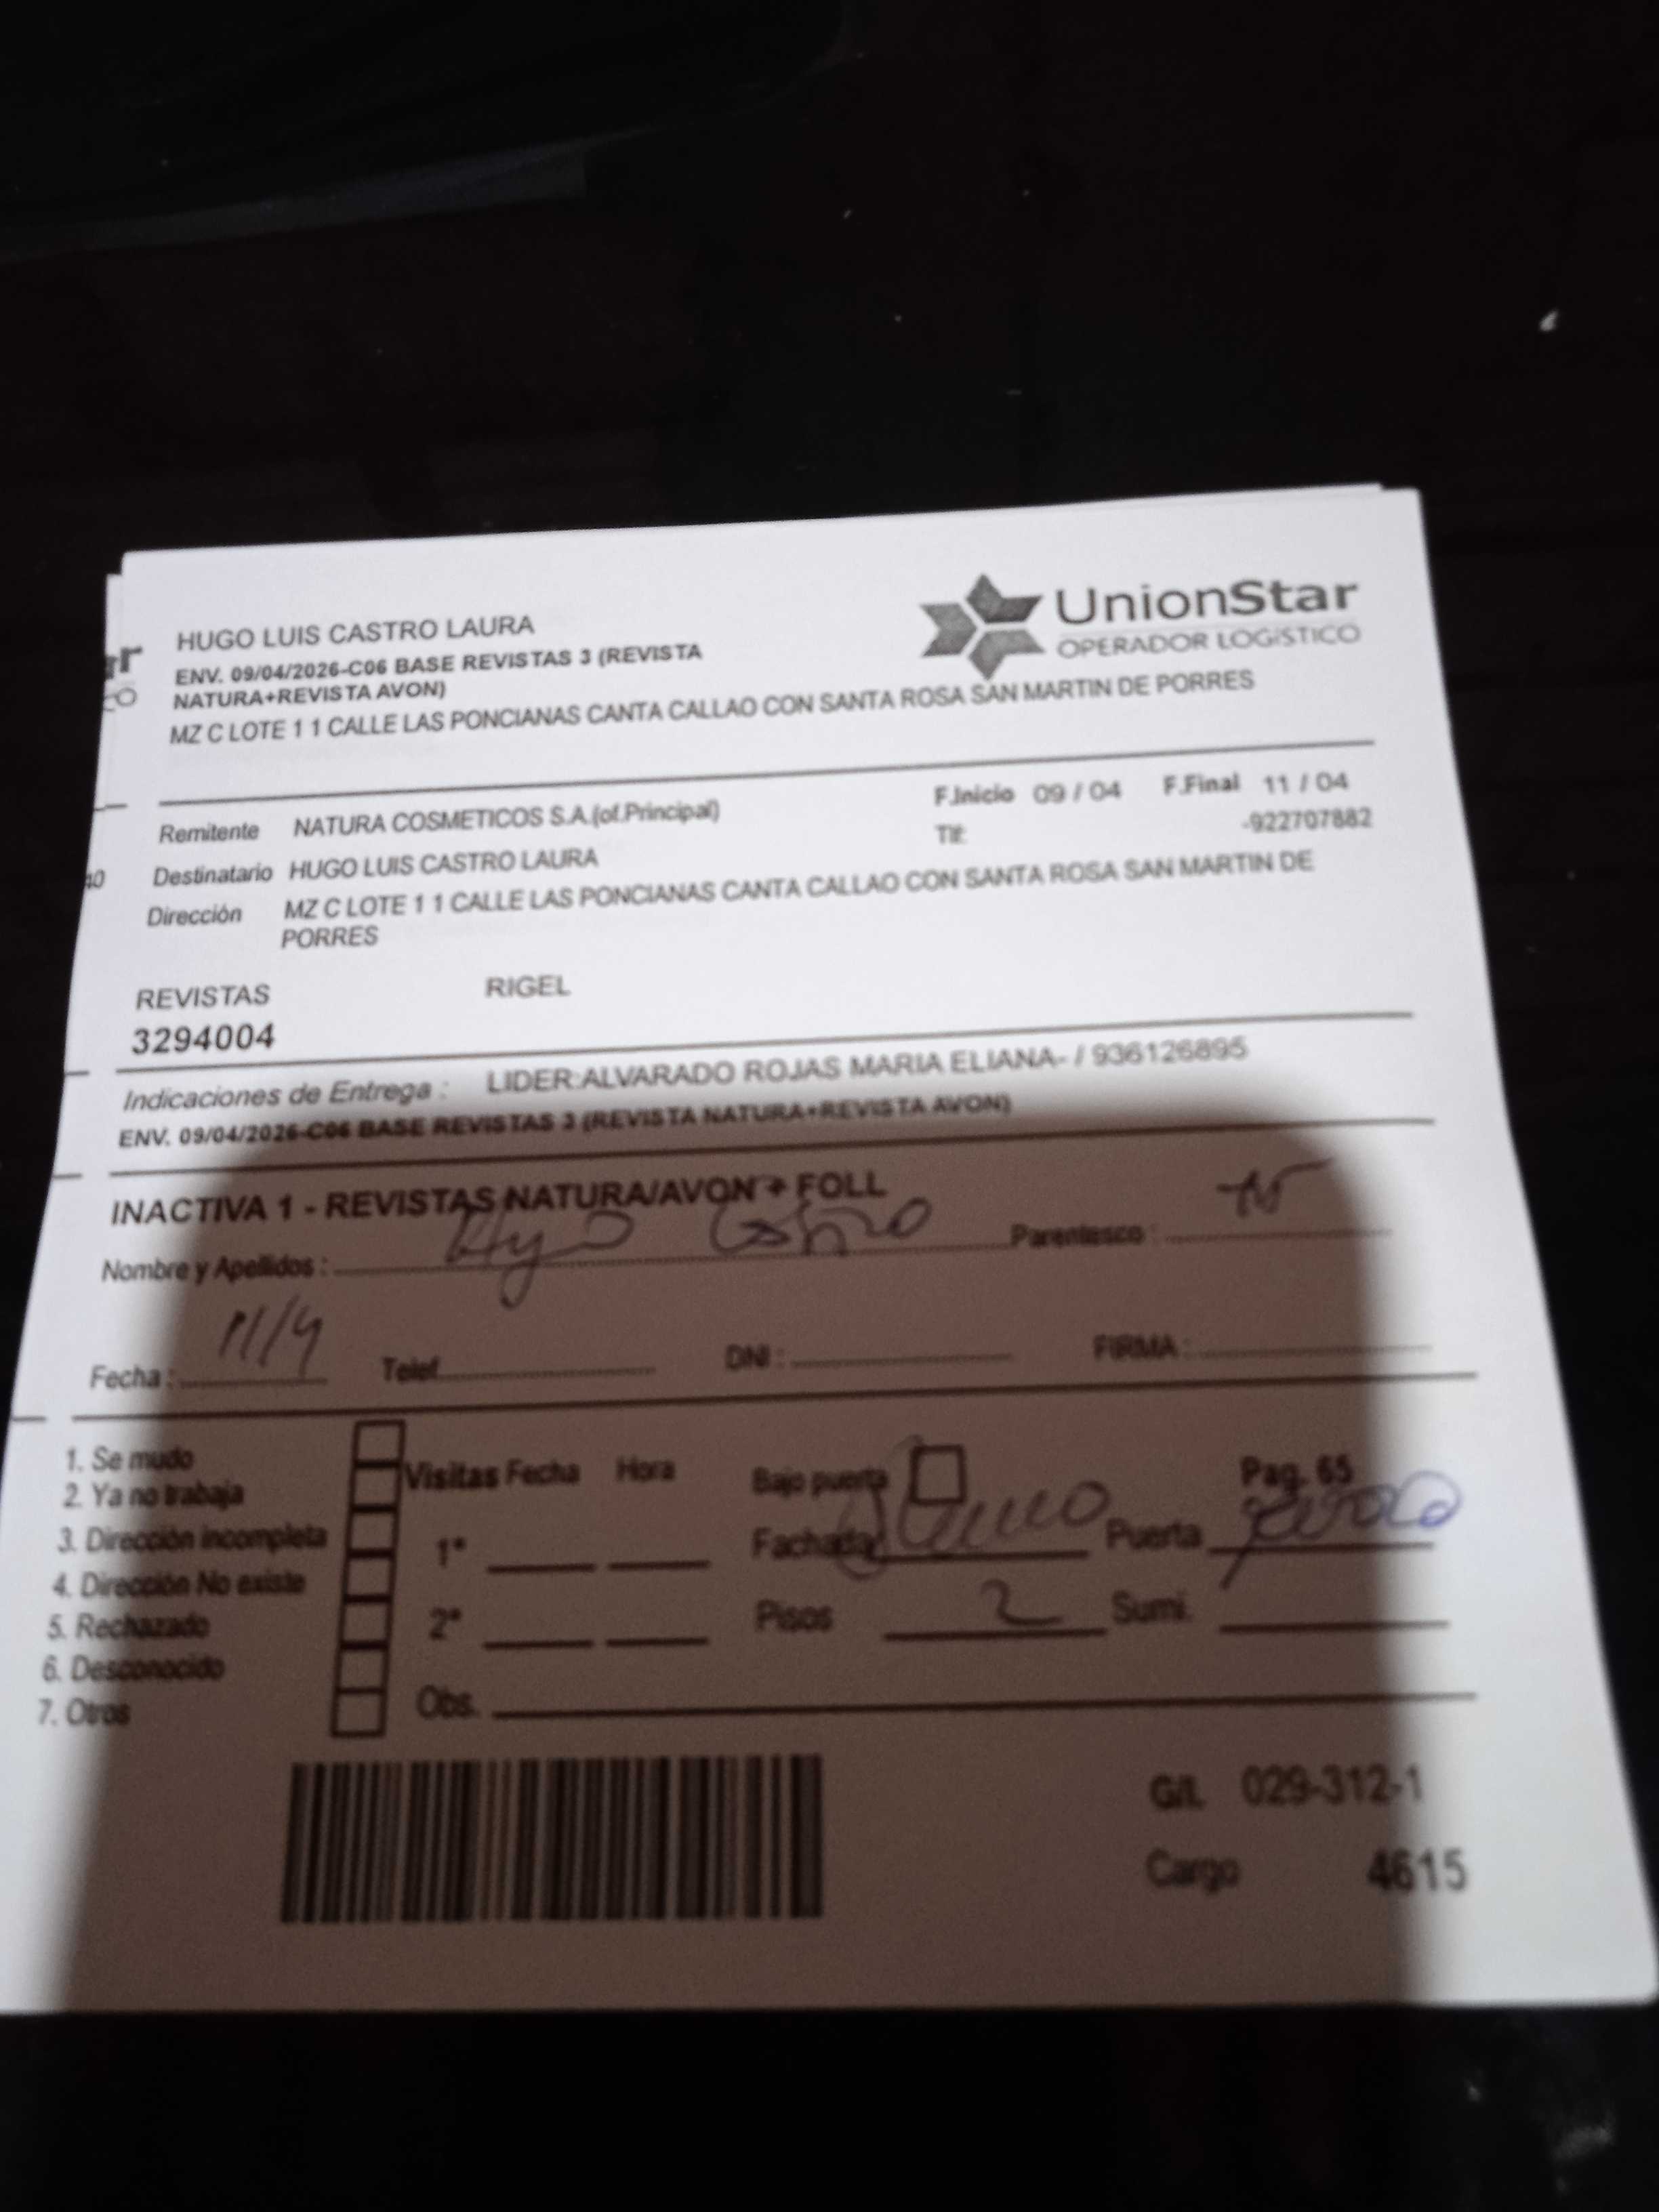 HUGO LUIS CASTRO LAURA
ENV. 09/04/2026-C06 BASE REVISTAS 3 (REVISTA
NATURA+REVISTA AVON)
MZ C LOTE 1 1 CALLE LAS PONCIANAS CANTA CALLAO CON SANTA ROSA SAN MARTIN DE PORRES
UnionStar
OPERADOR LOGÍSTICO
Remitente NATURA COSMETICOS S.A.(of.Principal)
F.Inicio 09 / 04 F.Final 11 / 04
Destinatario HUGO LUIS CASTRO LAURA
Tlf: -922707882
Dirección MZ C LOTE 1 1 CALLE LAS PONCIANAS CANTA CALLAO CON SANTA ROSA SAN MARTIN DE
PORRES
REVISTAS RIGEL
3294004
Indicaciones de Entrega : LIDER:ALVARADO ROJAS MARIA ELIANA- / 936126895
ENV. 09/04/2026-C06 BASE REVISTAS 3 (REVISTA NATURA+REVISTA AVON)
INACTIVA 1 - REVISTAS NATURA/AVON + FOLL
Nombre y Apellidos : Hugo Castro Parentesco :
Fecha : 11/4 Telef. DNI : FIRMA :
1. Se mudo
2. Ya no trabaja
3. Dirección incompleta
4. Dirección No existe
5. Rechazado
6. Desconocido
7. Otros
Visitas Fecha Hora
1°
2°
Obs.
Bajo puerta
Pag. 65
Fachada Puerta
Pisos 2 Sumi.
G/L 029-312-1
Cargo 4615